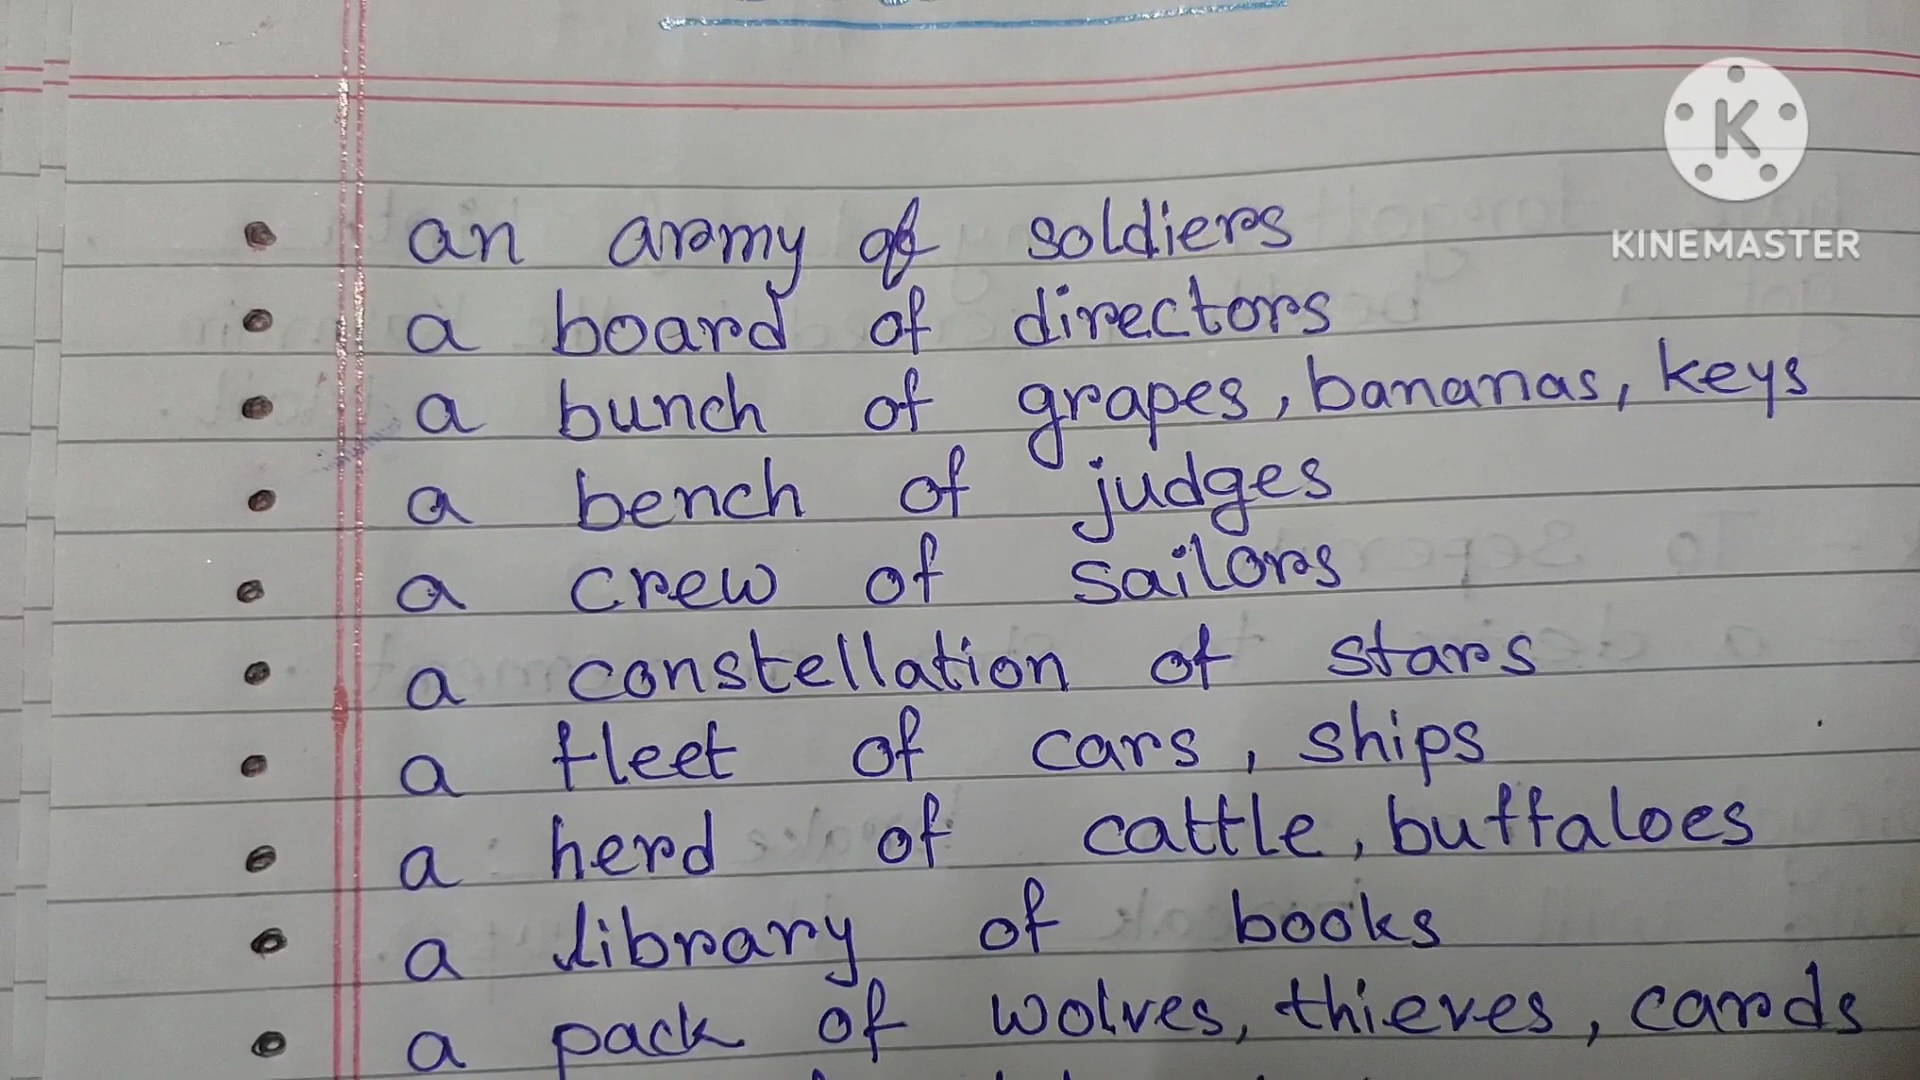 K
KINEMASTER
an army of soldiers
a board of directors
a bunch of grapes, bananas, keys
a bench of judges
a crew of sailors
a constellation of stars
a fleet of cars, ships
a herd of cattle, buffaloes
a library of books
a pack of wolves, thieves, cards